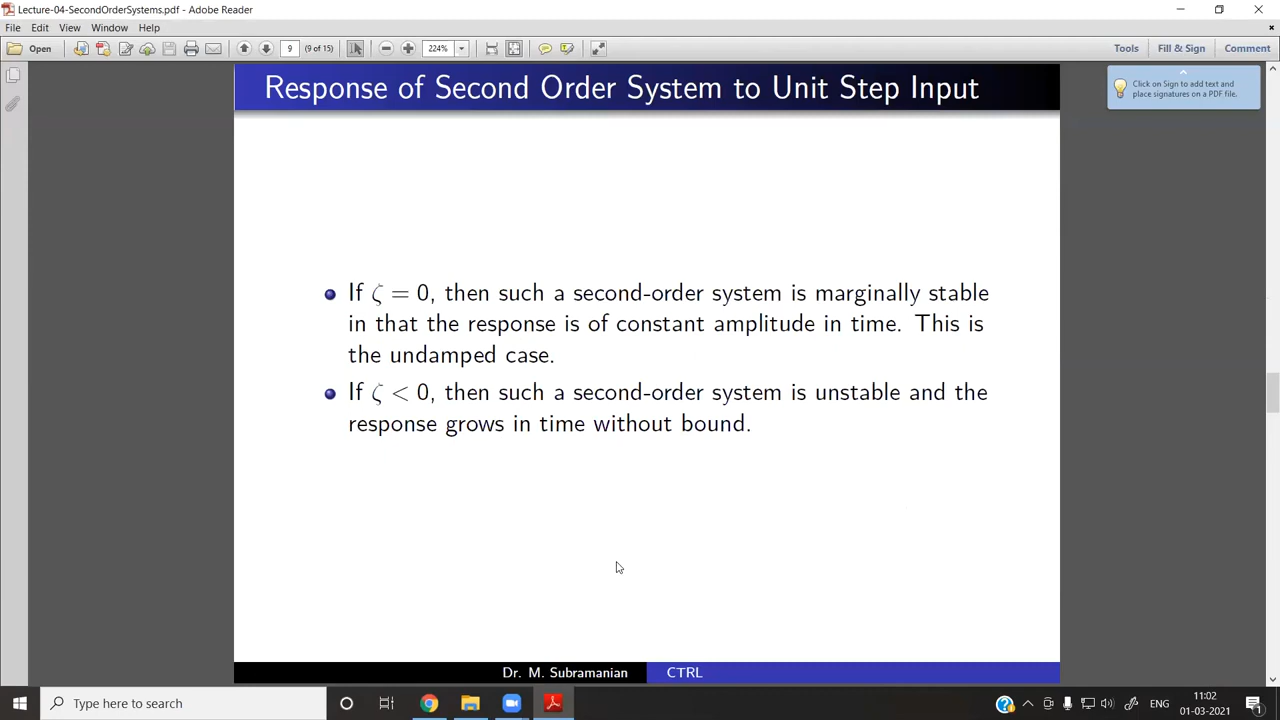 Lecture-04-SecondOrderSystems.pdf - Adobe Reader
File Edit View Window Help
Open 9 (9 of 15) 224% Tools Fill & Sign Comment
Click on Sign to add text and
place signatures on a PDF file.
Response of Second Order System to Unit Step Input
If ζ = 0, then such a second-order system is marginally stable
in that the response is of constant amplitude in time. This is
the undamped case.
If ζ < 0, then such a second-order system is unstable and the
response grows in time without bound.
Dr. M. Subramanian CTRL
Type here to search
ENG
11:02
01-03-2021
1